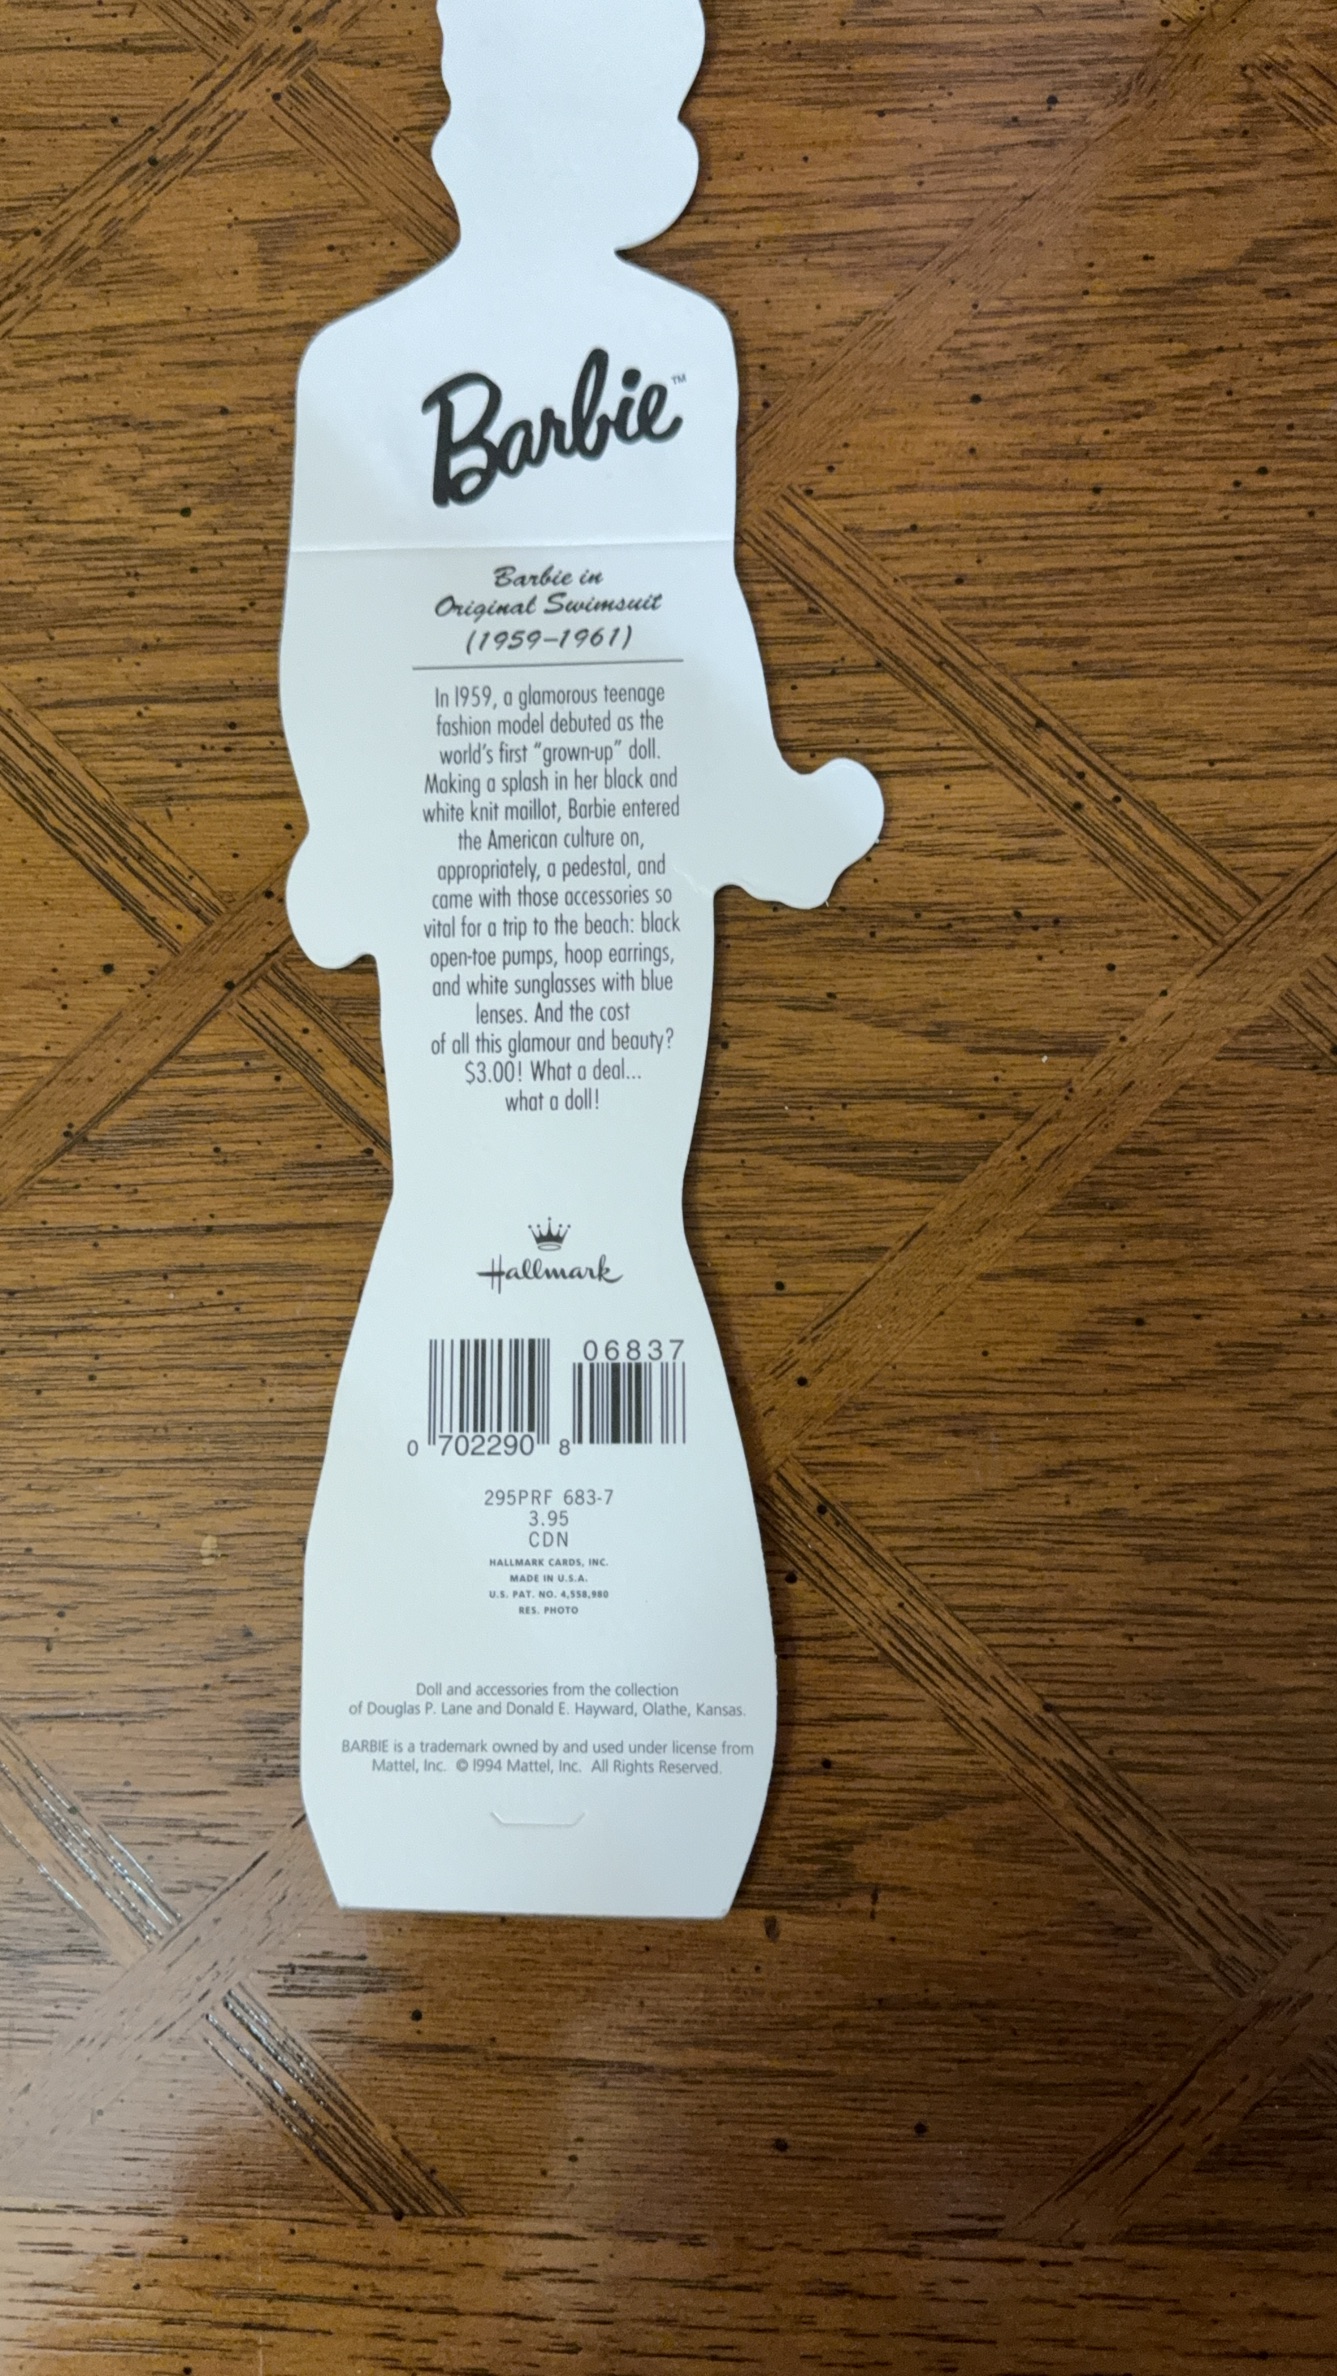 Barbie™
Barbie in
Original Swimsuit
(1959–1961)
In 1959, a glamorous teenage
fashion model debuted as the
world's first "grown-up" doll.
Making a splash in her black and
white knit maillot, Barbie entered
the American culture on,
appropriately, a pedestal, and
came with those accessories so
vital for a trip to the beach: black
open-toe pumps, hoop earrings,
and white sunglasses with blue
lenses. And the cost
of all this glamour and beauty?
$3.00! What a deal...
what a doll!
Hallmark
06837
0 702290 8
295PRF 683-7
3.95
CDN
HALLMARK CARDS, INC.
MADE IN U.S.A.
U.S. PAT. NO. 4,558,980
RES. PHOTO
Doll and accessories from the collection
of Douglas P. Lane and Donald E. Hayward, Olathe, Kansas.
BARBIE is a trademark owned by and used under license from
Mattel, Inc. © 1994 Mattel, Inc. All Rights Reserved.